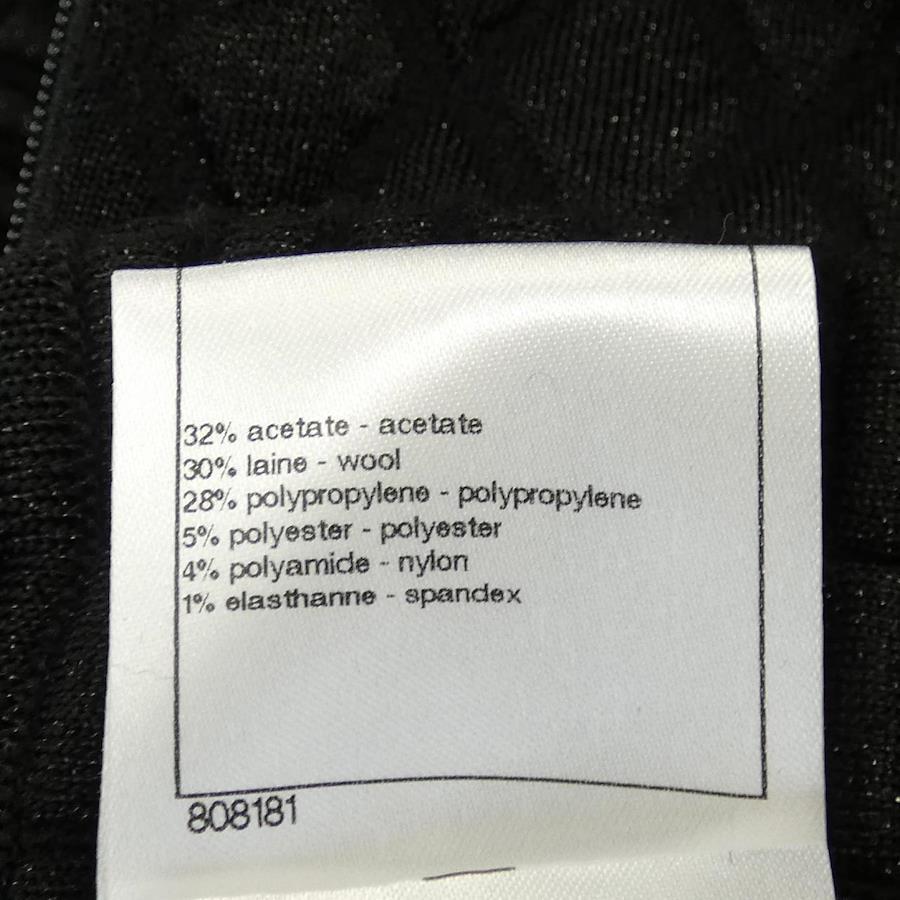 32% acetate - acetate
30% laine - wool
28% polypropylene - polypropylene
5% polyester - polyester
4% polyamide - nylon
1% elasthanne - spandex
808181